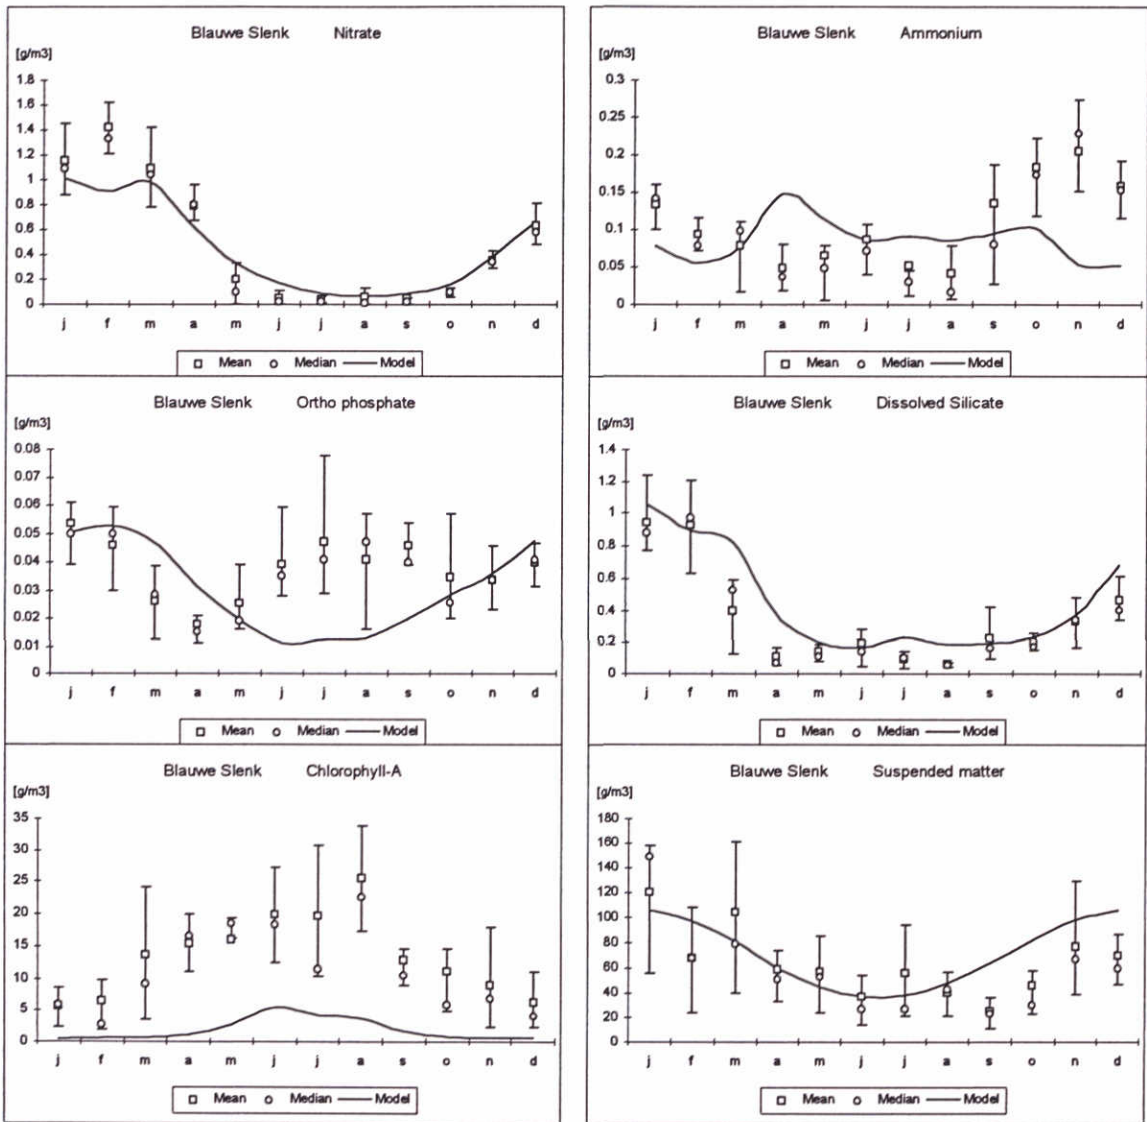 Blauwe Slenk Nitrate
[g/m3]
1.8
1.6
1.4
1.2
1
0.8
0.6
0.4
0.2
0
j f m a m j j a s o n d
Mean Median Model
Blauwe Slenk Ammonium
[g/m3]
0.3
0.25
0.2
0.15
0.1
0.05
0
j f m a m j j a s o n d
Mean Median Model
Blauwe Slenk Ortho phosphate
[g/m3]
0.08
0.07
0.06
0.05
0.04
0.03
0.02
0.01
0
j f m a m j j a s o n d
Mean Median Model
Blauwe Slenk Dissolved Silicate
[g/m3]
1.4
1.2
1
0.8
0.6
0.4
0.2
0
j f m a m j j a s o n d
Mean Median Model
Blauwe Slenk Chlorophyll-A
[g/m3]
35
30
25
20
15
10
5
0
j f m a m j j a s o n d
Mean Median Model
Blauwe Slenk Suspended matter
[g/m3]
180
160
140
120
100
80
60
40
20
0
j f m a m j j a s o n d
Mean Median Model